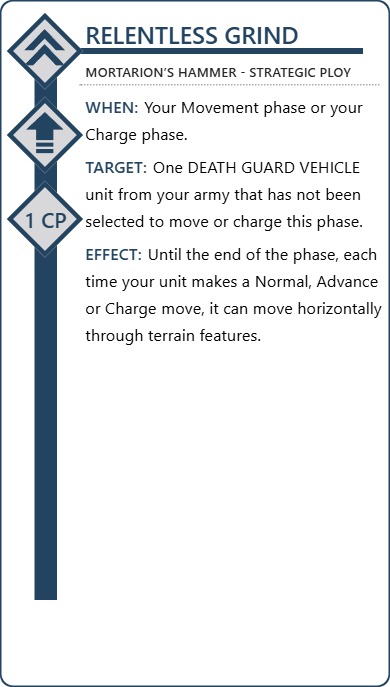 RELENTLESS GRIND
MORTARION’S HAMMER - STRATEGIC PLOY
WHEN: Your Movement phase or your
Charge phase.
TARGET: One DEATH GUARD VEHICLE
unit from your army that has not been
selected to move or charge this phase.
1 CP
EFFECT: Until the end of the phase, each
time your unit makes a Normal, Advance
or Charge move, it can move horizontally
through terrain features.